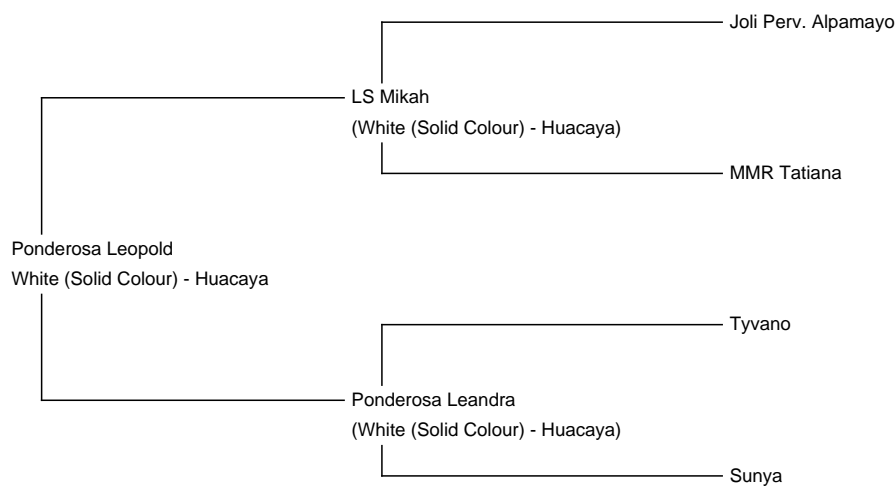 Joli Perv. Alpamayo
LS Mikah
(White (Solid Colour) - Huacaya)
MMR Tatiana
Ponderosa Leopold
White (Solid Colour) - Huacaya
Tyvano
Ponderosa Leandra
(White (Solid Colour) - Huacaya)
Sunya